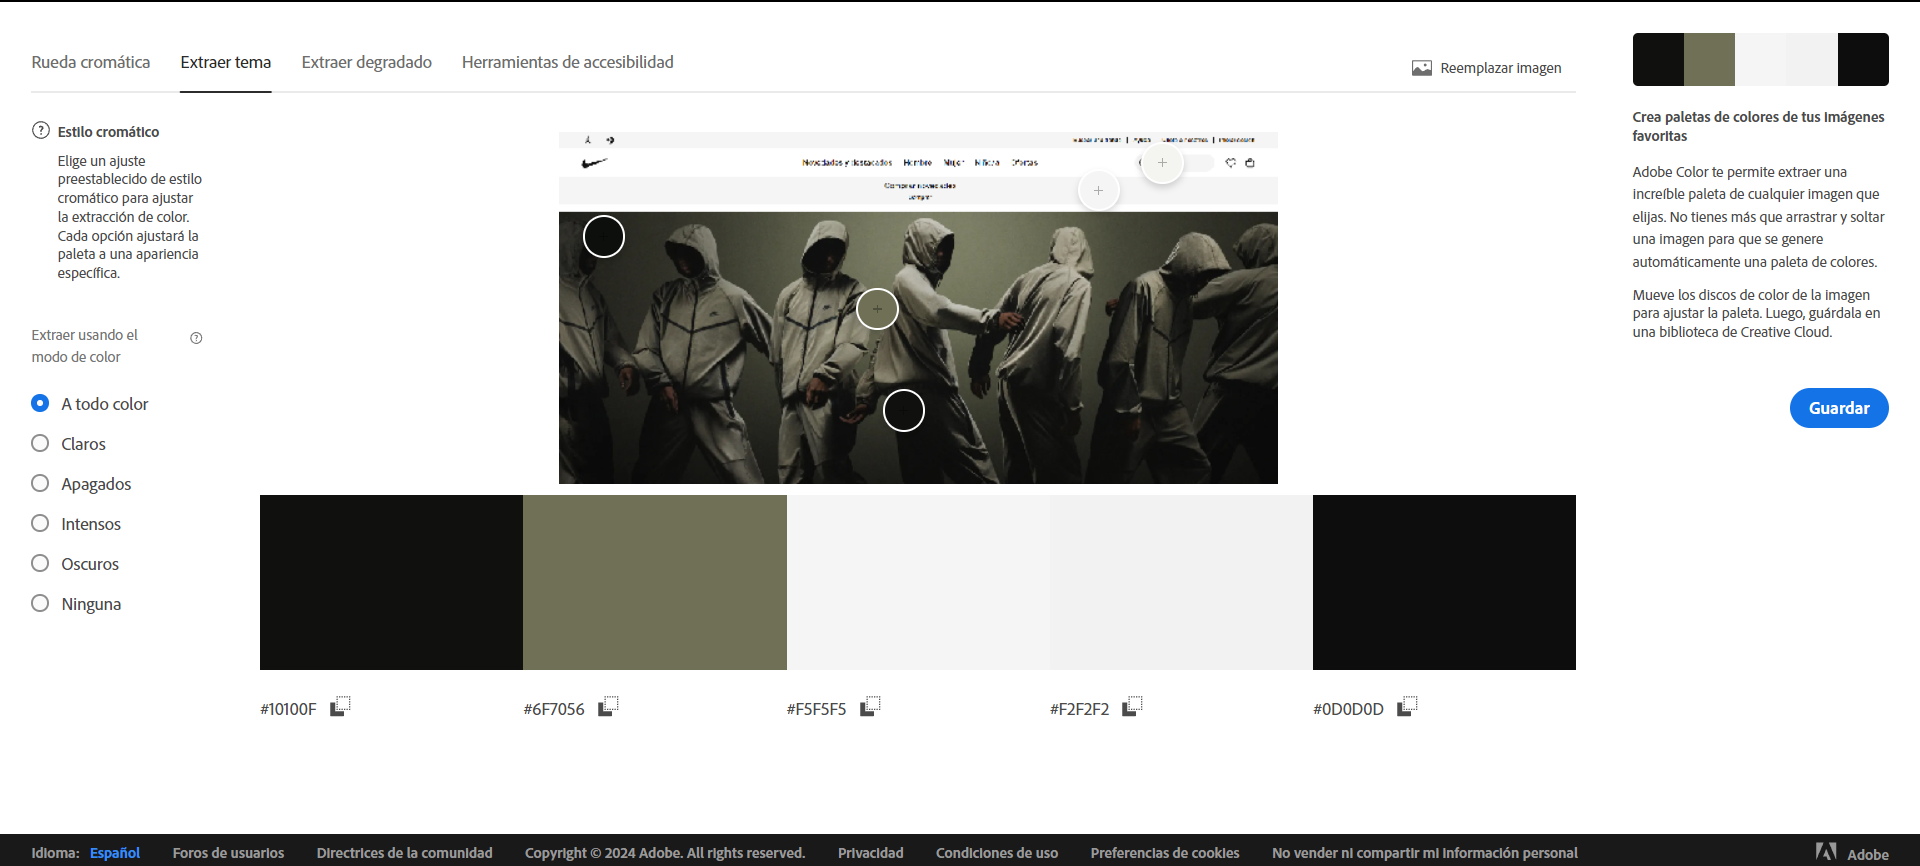 Rueda cromática
Extraer tema
Extraer degradado
Herramientas de accesibilidad
Reemplazar imagen
? Estilo cromático
Elige un ajuste
preestablecido de estilo
cromático para ajustar
la extracción de color.
Cada opción ajustará la
paleta a una apariencia
específica.
Extraer usando el
modo de color
?
A todo color
Claros
Apagados
Intensos
Oscuros
Ninguna
Novedades y destacados Hombre Mujer Niño/a Ofertas
Comprar novedades
Comprar
#10100F
#6F7056
#F5F5F5
#F2F2F2
#0D0D0D
Crea paletas de colores de tus imágenes
favoritas
Adobe Color te permite extraer una
increíble paleta de cualquier imagen que
elijas. No tienes más que arrastrar y soltar
una imagen para que se genere
automáticamente una paleta de colores.
Mueve los discos de color de la imagen
para ajustar la paleta. Luego, guárdala en
una biblioteca de Creative Cloud.
Guardar
Idioma: Español
Foros de usuarios
Directrices de la comunidad
Copyright © 2024 Adobe. All rights reserved.
Privacidad
Condiciones de uso
Preferencias de cookies
No vender ni compartir mi información personal
Adobe